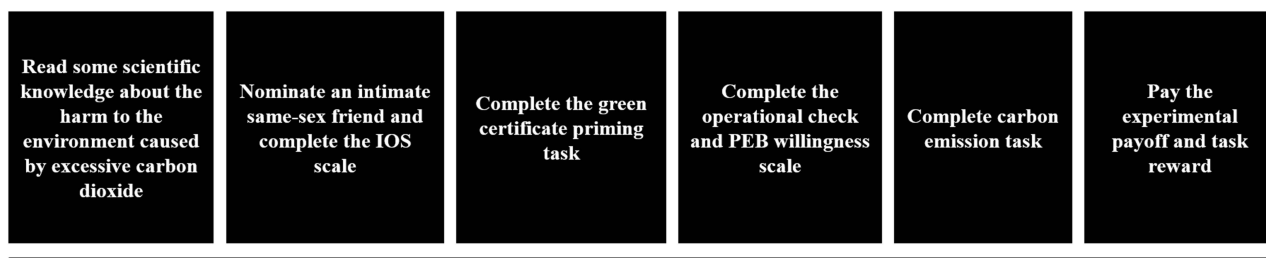 Read some scientific
knowledge about the
harm to the
environment caused
by excessive carbon
dioxide
Nominate an intimate
same-sex friend and
complete the IOS
scale
Complete the green
certificate priming
task
Complete the
operational check
and PEB willingness
scale
Complete carbon
emission task
Pay the
experimental
payoff and task
reward